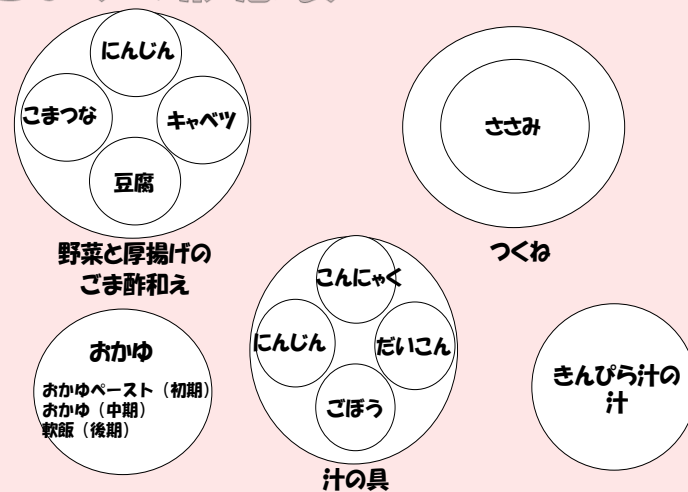 にんじん
こまつな
キャベツ
豆腐
野菜と厚揚げの
ごま酢和え
ささみ
つくね
おかゆ
おかゆペースト（初期）
おかゆ（中期）
軟飯（後期）
こんにゃく
にんじん
だいこん
ごぼう
汁の具
きんぴら汁の
汁